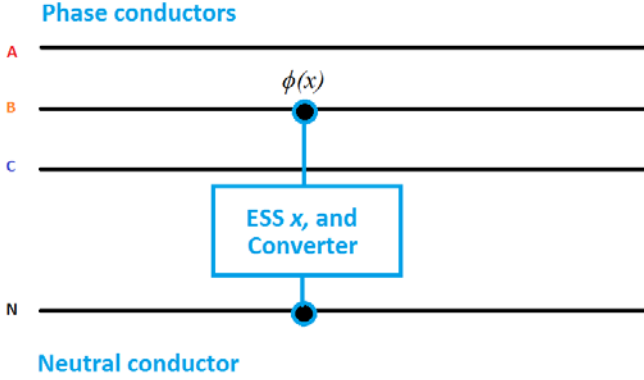 Phase conductors
A
ϕ(x)
B
C
ESS x, and
Converter
N
Neutral conductor